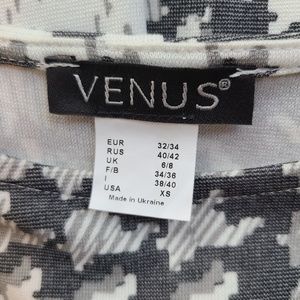 VENUS®
EUR 32/34
RUS 40/42
UK 6/8
F/B 34/36
I 38/40
USA XS
Made in Ukraine